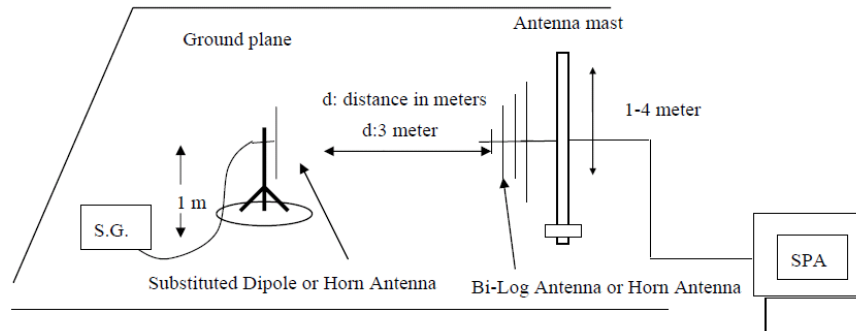 Antenna mast
Ground plane
d: distance in meters
d:3 meter
1-4 meter
1 m
S.G.
SPA
Substituted Dipole or Horn Antenna
Bi-Log Antenna or Horn Antenna